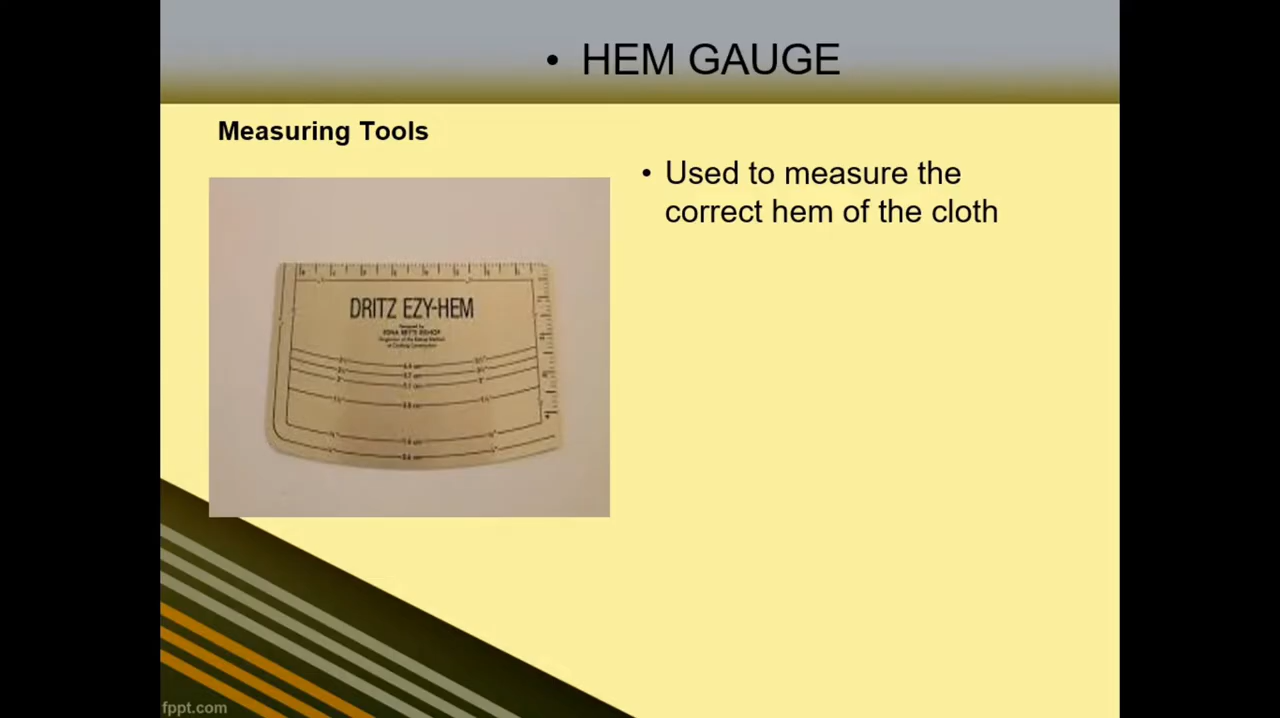 • HEM GAUGE
Measuring Tools
• Used to measure the
correct hem of the cloth
DRITZ EZY-HEM
fppt.com